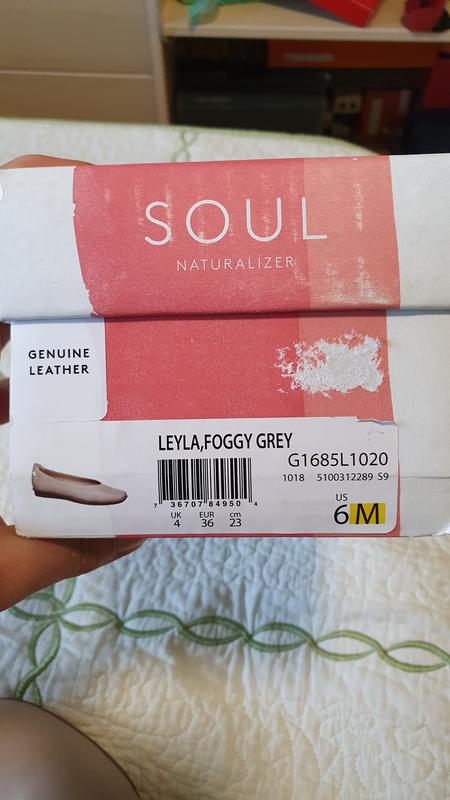 SOUL
NATURALIZER
GENUINE
LEATHER
LEYLA,FOGGY GREY
G1685L1020
1018 5100312289 S9
7 36707 84950 4
UK EUR cm
4 36 23
US
6 M